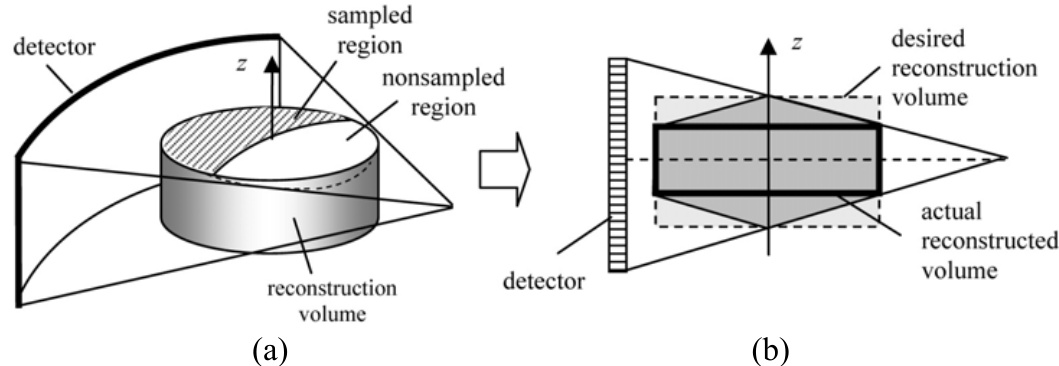 detector
sampled
region
z
nonsampled
region
reconstruction
volume
(a)
z
desired
reconstruction
volume
detector
actual
reconstructed
volume
(b)